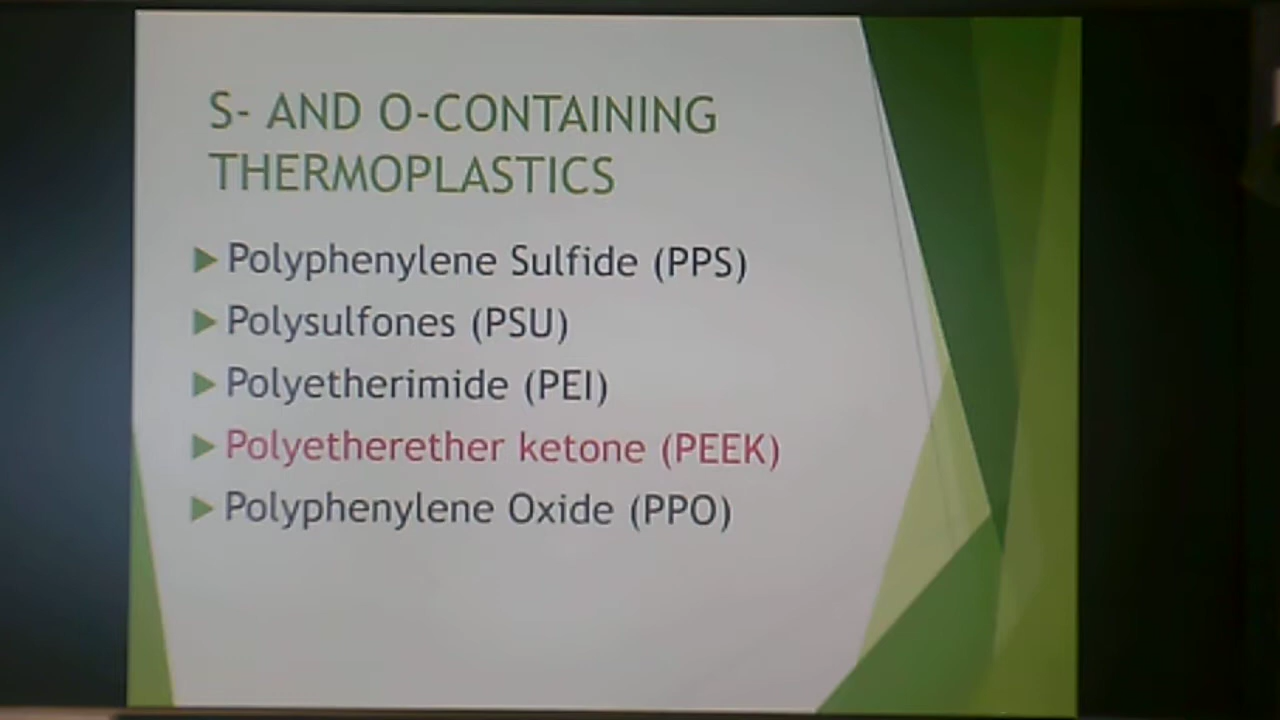 S- AND O-CONTAINING
THERMOPLASTICS
Polyphenylene Sulfide (PPS)
Polysulfones (PSU)
Polyetherimide (PEI)
Polyetherether ketone (PEEK)
Polyphenylene Oxide (PPO)